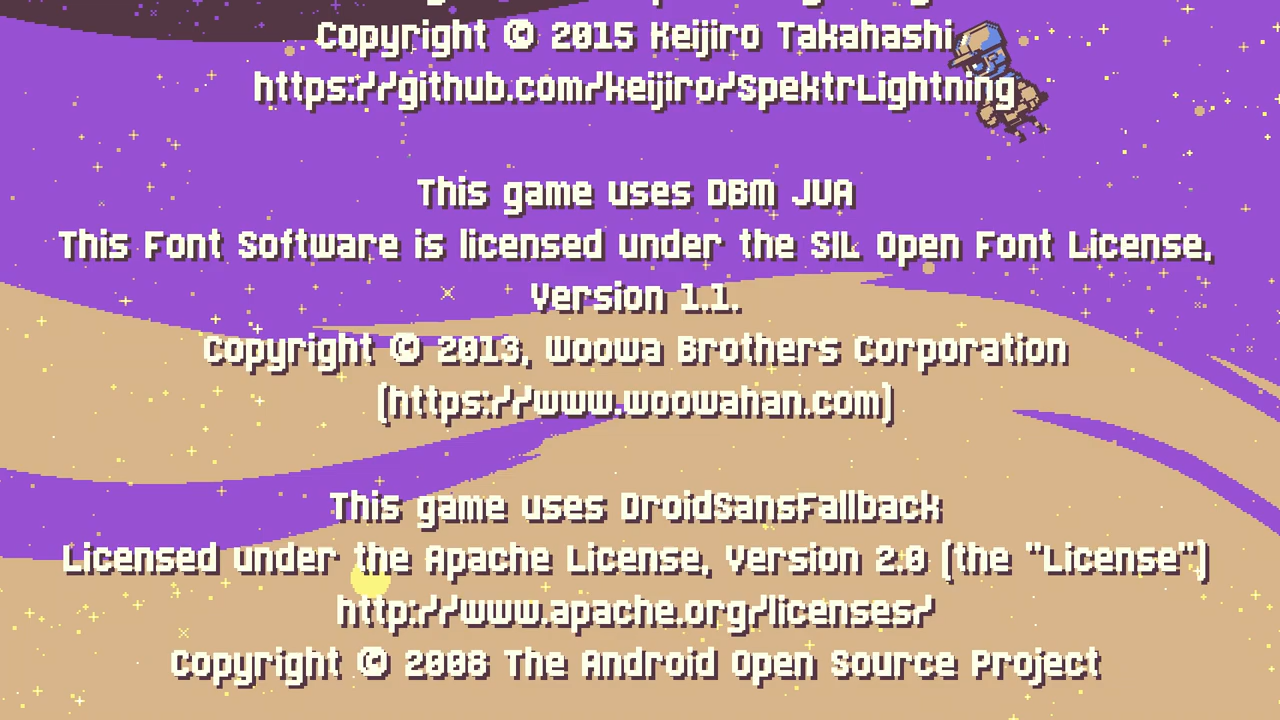 Copyright © 2015 Keijiro Takahashi
https://github.com/keijiro/SpektrLightning
This game uses DBM JUA
This Font Software is licensed under the SIL Open Font License,
Version 1.1.
Copyright © 2013, Woowa Brothers Corporation
(https://www.woowahan.com)
This game uses DroidSansFallback
Licensed under the Apache License, Version 2.0 (the "License")
http://www.apache.org/licenses/
Copyright © 2008 The Android Open Source Project